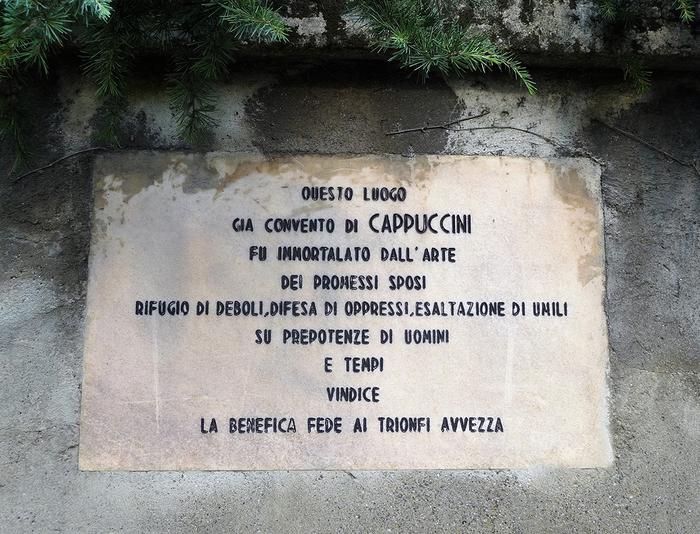 QUESTO LUOGO
GIA CONVENTO DI CAPPUCCINI
FU IMMORTALATO DALL'ARTE
DEI PROMESSI SPOSI
RIFUGIO DI DEBOLI,DIFESA DI OPPRESSI,ESALTAZIONE DI UMILI
SU PREPOTENZE DI UOMINI
E TEMPI
VINDICE
LA BENEFICA FEDE AI TRIONFI AVVEZZA